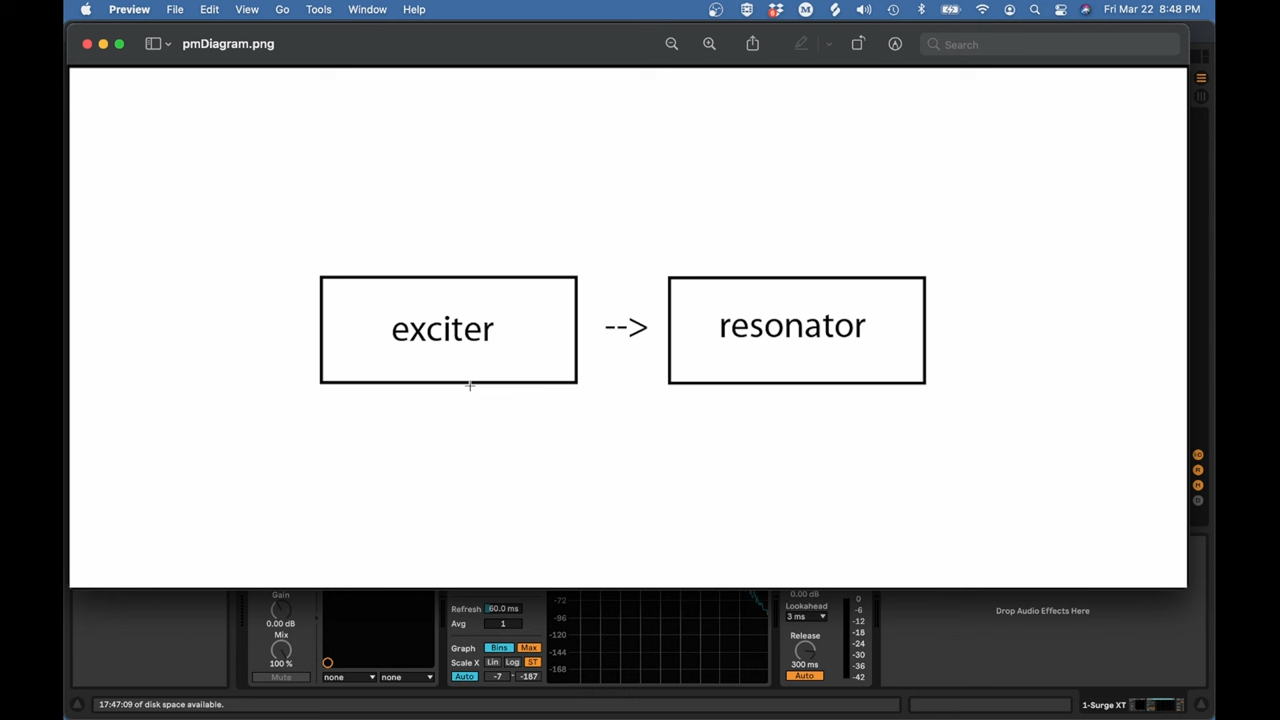 Preview File Edit View Go Tools Window Help Fri Mar 22 8:48 PM
pmDiagram.png
Search
exciter --> resonator
Gain
0.00 dB
Mix
100 %
Mute
none none
Refresh 60.0 ms
Avg 1
Graph Bins Max
Scale X Lin Log ST
Auto -7 -187
-72
-96
-120
-144
-168
0.00 dB
Lookahead
3 ms
Release
300 ms
Auto
0
-6
-12
-18
-24
-30
-36
-42
Drop Audio Effects Here
17:47:09 of disk space available.
1-Surge XT